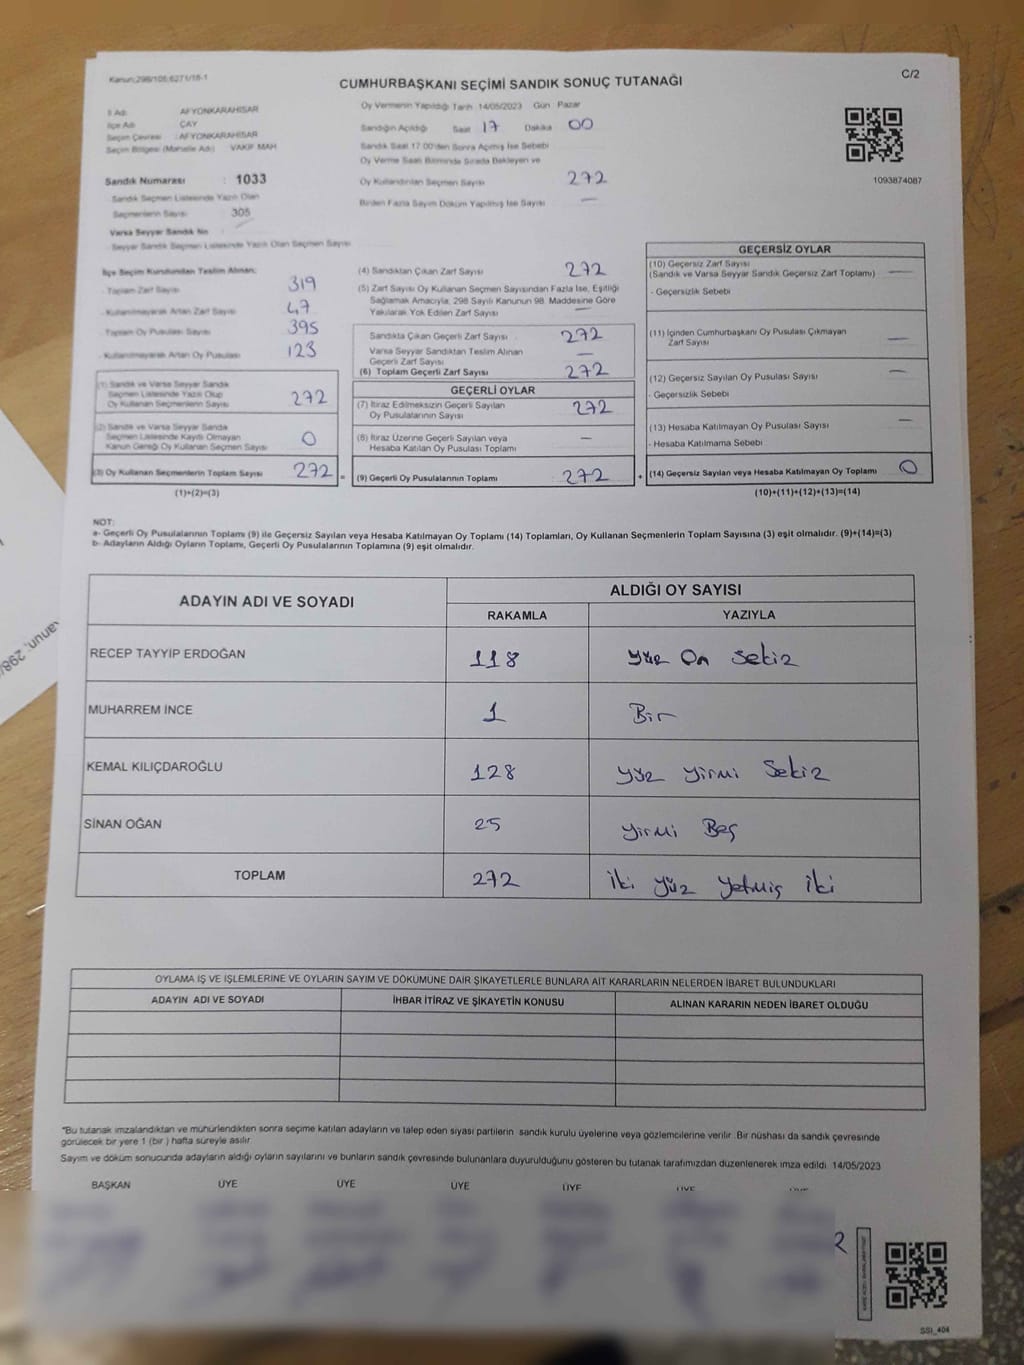 Kanun:298/105;6271/16-1
C/2
CUMHURBAŞKANI SEÇİMİ SANDIK SONUÇ TUTANAĞI
İl Adı : AFYONKARAHİSAR
İlçe Adı : ÇAY
Seçim Çevresi : AFYONKARAHİSAR
Seçim Bölgesi (Mahalle Adı) VAKIF MAH
Sandık Numarası : 1033
Sandık Seçmen Listesinde Yazılı Olan
Seçmenlerin Sayısı 305
Varsa Seyyar Sandık No
- Seyyar Sandık Seçmen Listesinde Yazılı Olan Seçmen Sayısı
Oy Vermenin Yapıldığı Tarih 14/05/2023 Gün Pazar
Sandığın Açıldığı Saat 17 Dakika 00
Sandık Saat 17.00'den Sonra Açılmış İse Sebebi
Oy Verme Saati Bitiminde Sırada Bekleyen ve
Oy Kullandırılan Seçmen Sayısı 272
Birden Fazla Sayım Döküm Yapılmış İse Sayısı —
1093874087
İlçe Seçim Kurulundan Teslim Alınan:
- Toplam Zarf Sayısı 319
- Kullanılmayarak Artan Zarf Sayısı 47
Toplam Oy Pusulası Sayısı 395
- Kullanılmayarak Artan Oy Pusulası 123
(1) Sandık ve Varsa Seyyar Sandık
Seçmen Listesinde Yazılı Olup
Oy Kullanan Seçmenlerin Sayısı 272
(2) Sandık ve Varsa Seyyar Sandık
Seçmen Listesinde Kayıtlı Olmayan
Kanun Gereği Oy Kullanan Seçmen Sayısı 0
(3) Oy Kullanan Seçmenlerin Toplam Sayısı 272 =
(1)+(2)=(3)
(4) Sandıktan Çıkan Zarf Sayısı 272
(5) Zarf Sayısı Oy Kullanan Seçmen Sayısından Fazla İse, Eşitliği
Sağlamak Amacıyla, 298 Sayılı Kanunun 98. Maddesine Göre
Yakılarak Yok Edilen Zarf Sayısı —
Sandıkta Çıkan Geçerli Zarf Sayısı 272
Varsa Seyyar Sandıktan Teslim Alınan
Geçerli Zarf Sayısı —
(6) Toplam Geçerli Zarf Sayısı 272
GEÇERLİ OYLAR
(7) İtiraz Edilmeksizin Geçerli Sayılan
Oy Pusulalarının Sayısı 272
(8) İtiraz Üzerine Geçerli Sayılan veya
Hesaba Katılan Oy Pusulası Toplamı —
(9) Geçerli Oy Pusulalarının Toplamı 272 +
GEÇERSİZ OYLAR
(10) Geçersiz Zarf Sayısı
(Sandık ve Varsa Seyyar Sandık Geçersiz Zarf Toplamı) —
- Geçersizlik Sebebi
(11) İçinden Cumhurbaşkanı Oy Pusulası Çıkmayan
Zarf Sayısı —
(12) Geçersiz Sayılan Oy Pusulası Sayısı —
- Geçersizlik Sebebi
(13) Hesaba Katılmayan Oy Pusulası Sayısı —
- Hesaba Katılmama Sebebi
(14) Geçersiz Sayılan veya Hesaba Katılmayan Oy Toplamı 0
(10)+(11)+(12)+(13)=(14)
NOT:
a- Geçerli Oy Pusulalarının Toplamı (9) ile Geçersiz Sayılan veya Hesaba Katılmayan Oy Toplamı (14) Toplamları, Oy Kullanan Seçmenlerin Toplam Sayısına (3) eşit olmalıdır. (9)+(14)=(3)
b- Adayların Aldığı Oyların Toplamı, Geçerli Oy Pusulalarının Toplamına (9) eşit olmalıdır.
ADAYIN ADI VE SOYADI ALDIĞI OY SAYISI
RAKAMLA YAZIYLA
RECEP TAYYİP ERDOĞAN 118 Yüz On Sekiz
MUHARREM İNCE 1 Bir
KEMAL KILIÇDAROĞLU 128 Yüz Yirmi Sekiz
SİNAN OĞAN 25 Yirmi Beş
TOPLAM 272 İki Yüz Yetmiş İki
OYLAMA İŞ VE İŞLEMLERİNE VE OYLARIN SAYIM VE DÖKÜMÜNE DAİR ŞİKAYETLERLE BUNLARA AİT KARARLARIN NELERDEN İBARET BULUNDUKLARI
ADAYIN ADI VE SOYADI İHBAR İTİRAZ VE ŞİKAYETİN KONUSU ALINAN KARARIN NEDEN İBARET OLDUĞU
"Bu tutanak imzalandıktan ve mühürlendikten sonra seçime katılan adayların ve talep eden siyasi partilerin sandık kurulu üyelerine veya gözlemcilerine verilir. Bir nüshası da sandık çevresinde
görülecek bir yere 1 (bir) hafta süreyle asılır.
Sayım ve döküm sonucunda adayların aldığı oyların sayılarını ve bunların sandık çevresinde bulunanlara duyurulduğunu gösteren bu tutanak tarafımızdan düzenlenerek imza edildi. 14/05/2023
BAŞKAN ÜYE ÜYE ÜYE ÜYE ÜYE ÜYE
SSI_404